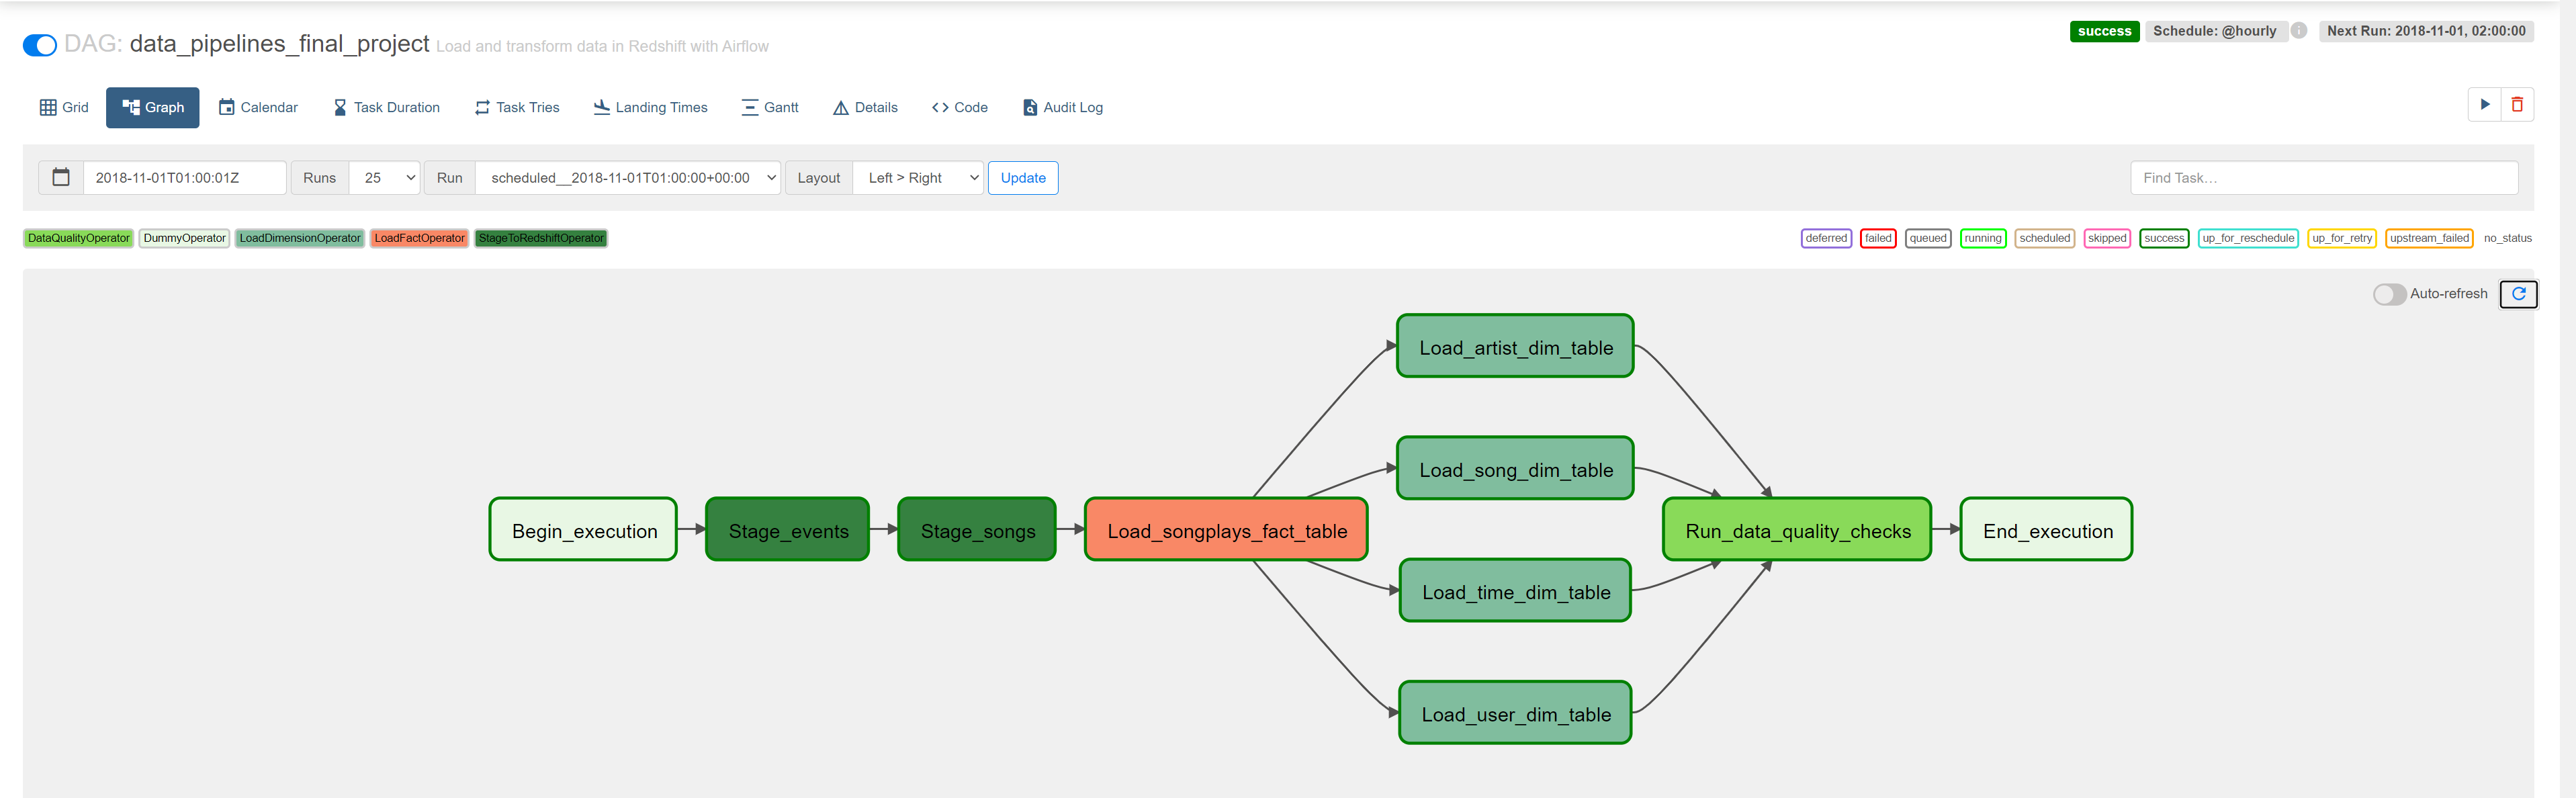 DAG: data_pipelines_final_project Load and transform data in Redshift with Airflow
success Schedule: @hourly i Next Run: 2018-11-01, 02:00:00
Grid Graph Calendar Task Duration Task Tries Landing Times Gantt Details Code Audit Log
2018-11-01T01:00:01Z Runs 25 Run scheduled__2018-11-01T01:00:00+00:00 Layout Left > Right Update Find Task...
DataQualityOperator DummyOperator LoadDimensionOperator LoadFactOperator StageToRedshiftOperator
deferred failed queued running scheduled skipped success up_for_reschedule up_for_retry upstream_failed no_status
Auto-refresh
Load_artist_dim_table
Load_song_dim_table
Begin_execution Stage_events Stage_songs Load_songplays_fact_table Run_data_quality_checks End_execution
Load_time_dim_table
Load_user_dim_table